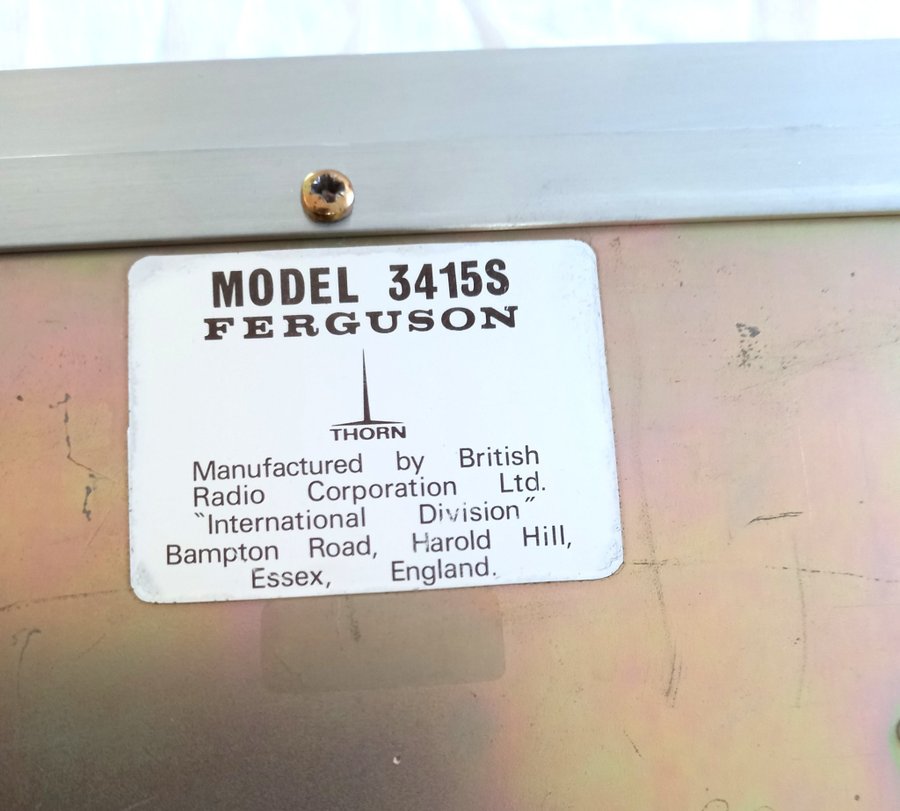 MODEL 3415S
FERGUSON
THORN
Manufactured by British
Radio Corporation Ltd.
"International Division"
Bampton Road, Harold Hill,
Essex, England.